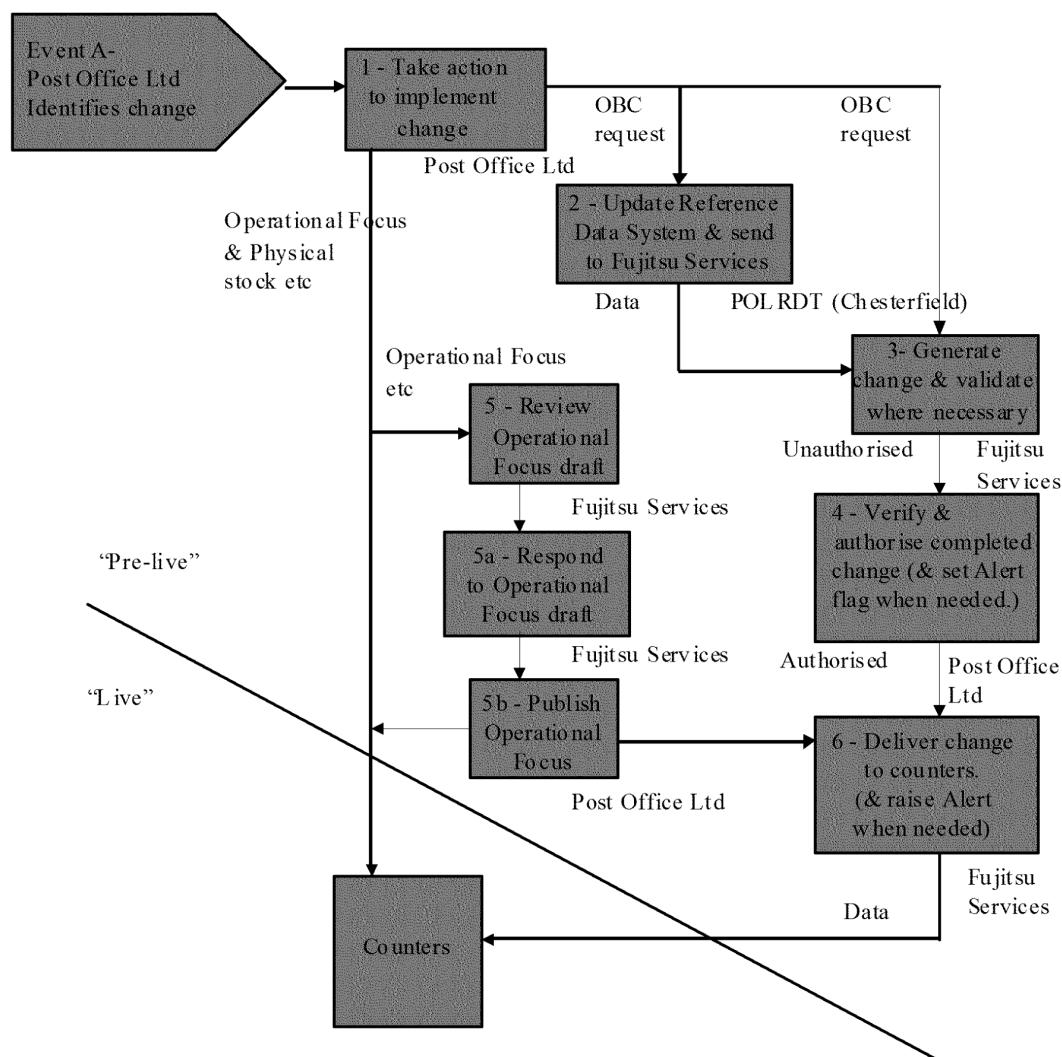 Event A-
Post Office Ltd
Identifies change
1 - Take action
to implement
change
Post Office Ltd
OBC
request
OBC
request
Operational Focus
& Physical
stock etc
2 - Update Reference
Data System & send
to Fujitsu Services
Data
POL RDT (Chesterfield)
Operational Focus
etc
3- Generate
change & validate
where necessary
Unauthorised
Fujitsu
Services
5 - Review
Operational
Focus draft
Fujitsu Services
4 - Verify &
authorise completed
change (& set Alert
flag when needed.)
Authorised
Post Office
Ltd
5a - Respond
to Operational
Focus draft
Fujitsu Services
“Pre-live”
“Live”
5b - Publish
Operational
Focus
Post Office Ltd
6 - Deliver change
to counters.
(& raise Alert
when needed)
Fujitsu
Services
Data
Counters